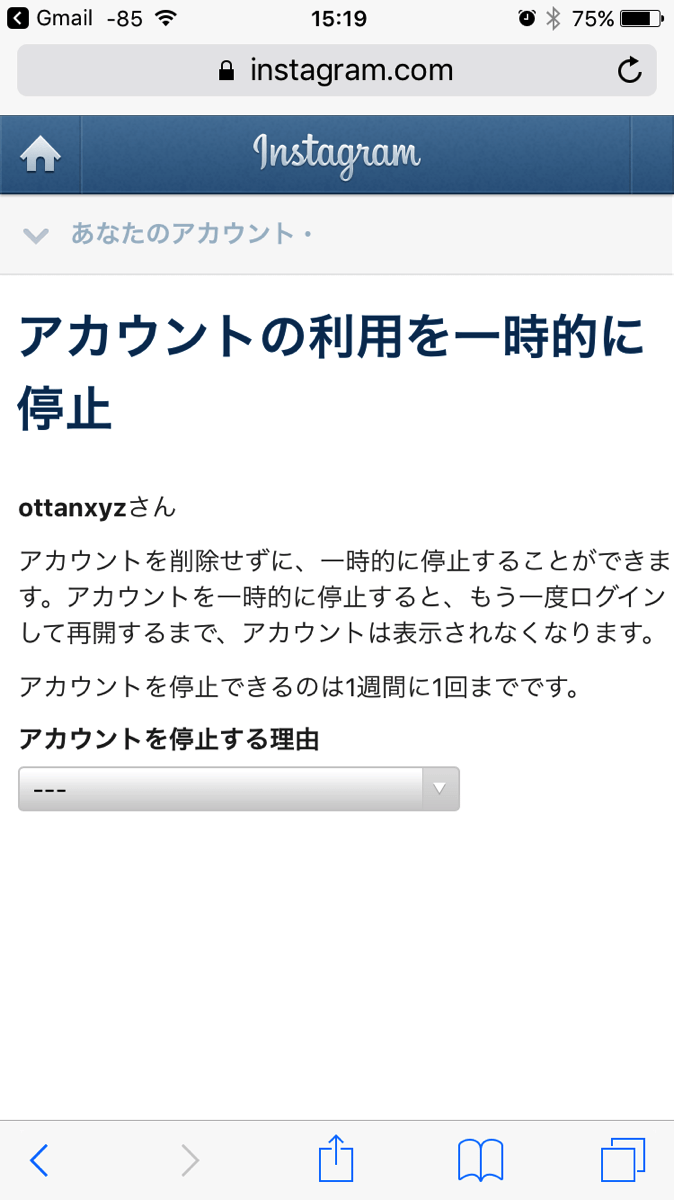 Gmail -85 15:19 75%
instagram.com
Instagram
あなたのアカウント・
アカウントの利用を一時的に
停止
ottanxyzさん
アカウントを削除せずに、一時的に停止することができま
す。アカウントを一時的に停止すると、もう一度ログイン
して再開するまで、アカウントは表示されなくなります。
アカウントを停止できるのは1週間に1回までです。
アカウントを停止する理由
---